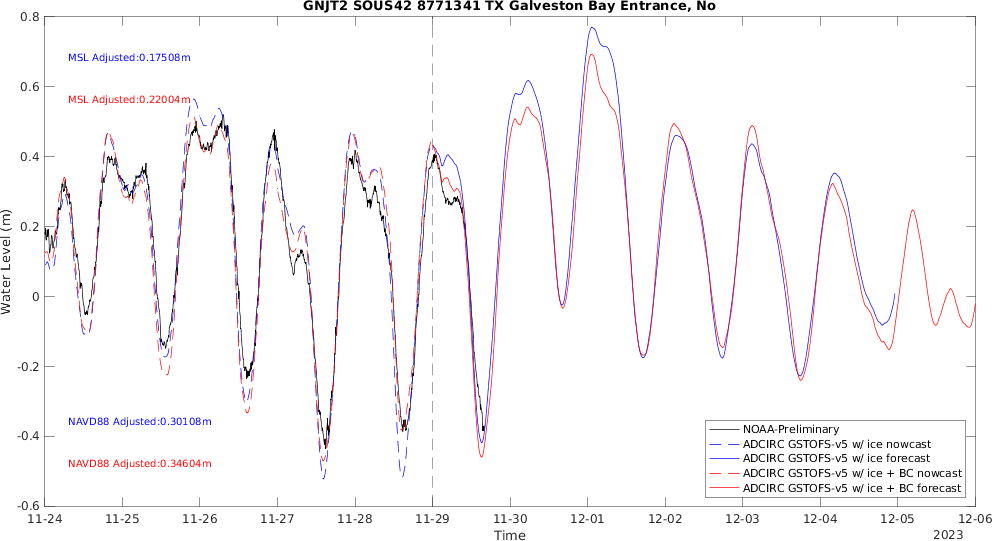 GNJT2 SOUS42 8771341 TX Galveston Bay Entrance, No
Water Level (m)
0.8
0.6
0.4
0.2
0
-0.2
-0.4
-0.6
MSL Adjusted:0.17508m
MSL Adjusted:0.22004m
NAVD88 Adjusted:0.30108m
NAVD88 Adjusted:0.34604m
NOAA-Preliminary
ADCIRC GSTOFS-v5 w/ ice nowcast
ADCIRC GSTOFS-v5 w/ ice forecast
ADCIRC GSTOFS-v5 w/ ice + BC nowcast
ADCIRC GSTOFS-v5 w/ ice + BC forecast
11-24 11-25 11-26 11-27 11-28 11-29 11-30 12-01 12-02 12-03 12-04 12-05 12-06
Time
2023